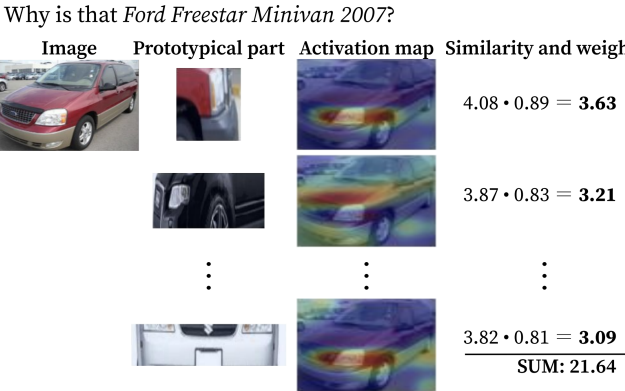 Why is that Ford Freestar Minivan 2007?
Image Prototypical part Activation map Similarity and weigh
4.08 • 0.89 = 3.63
3.87 • 0.83 = 3.21
3.82 • 0.81 = 3.09
SUM: 21.64